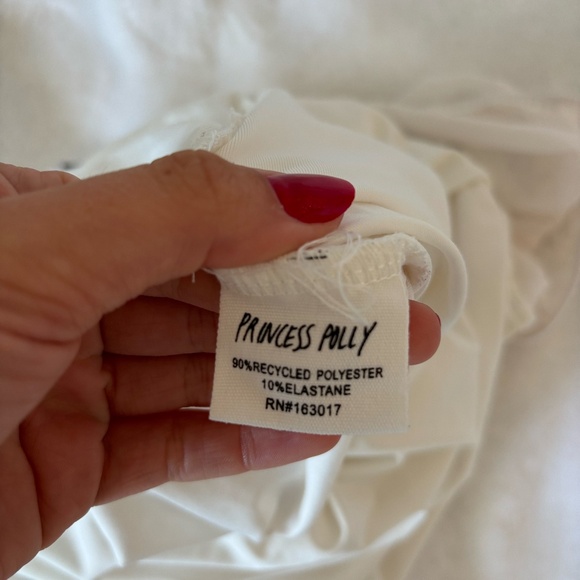 PRINCESS POLLY
90%RECYCLED POLYESTER
10%ELASTANE
RN#163017